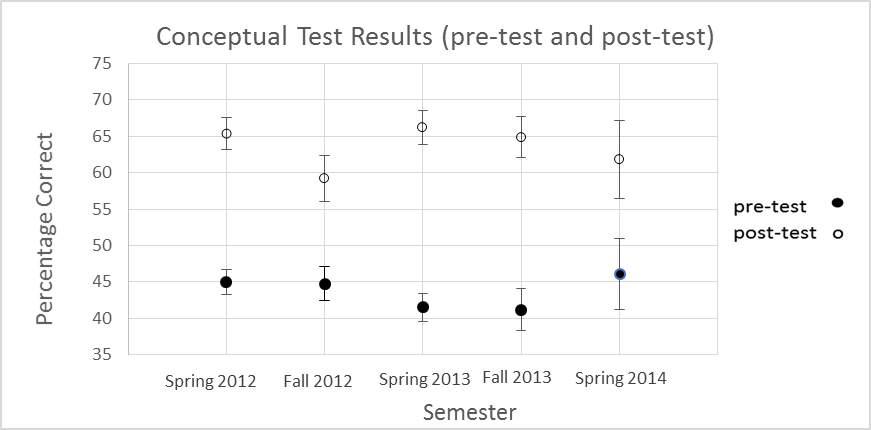 Conceptual Test Results (pre-test and post-test)
75
70
65
60
55
50
45
40
35
Percentage Correct
Spring 2012 Fall 2012 Spring 2013 Fall 2013 Spring 2014
Semester
pre-test
post-test